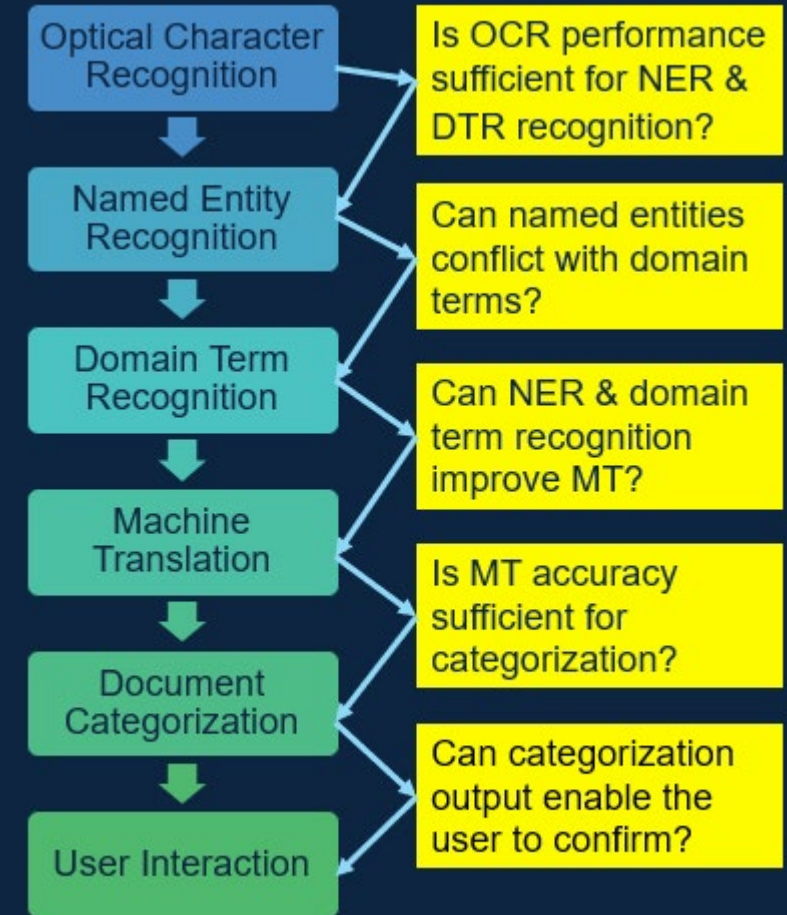 Optical Character
Recognition
Is OCR performance
sufficient for NER &
DTR recognition?
Named Entity
Recognition
Can named entities
conflict with domain
terms?
Domain Term
Recognition
Can NER & domain
term recognition
improve MT?
Machine
Translation
Is MT accuracy
sufficient for
categorization?
Document
Categorization
Can categorization
output enable the
user to confirm?
User Interaction